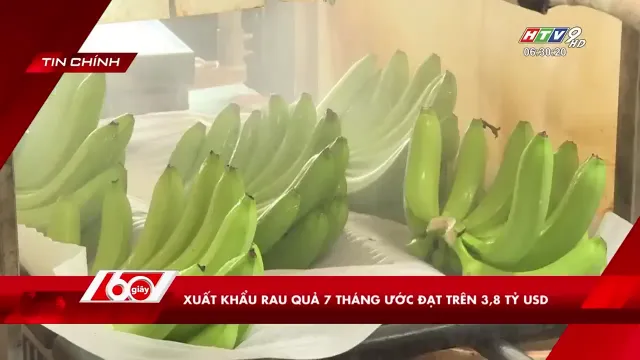 TIN CHÍNH
HTV9 HD
06:30:20
60 giây
XUẤT KHẨU RAU QUẢ 7 THÁNG ƯỚC ĐẠT TRÊN 3,8 TỶ USD